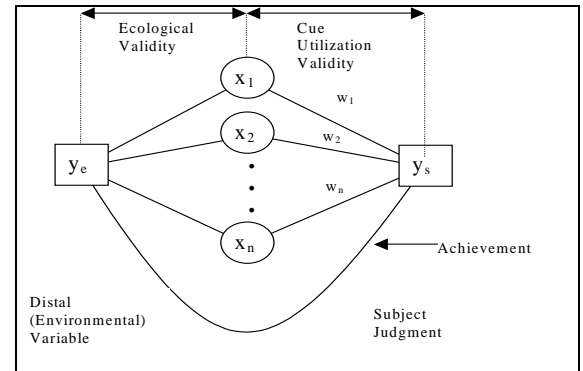 Ecological
Validity
Cue
Utilization
Validity
x1
w1
x2
w2
ye
ys
wn
xn
Achievement
Distal
(Environmental)
Variable
Subject
Judgment